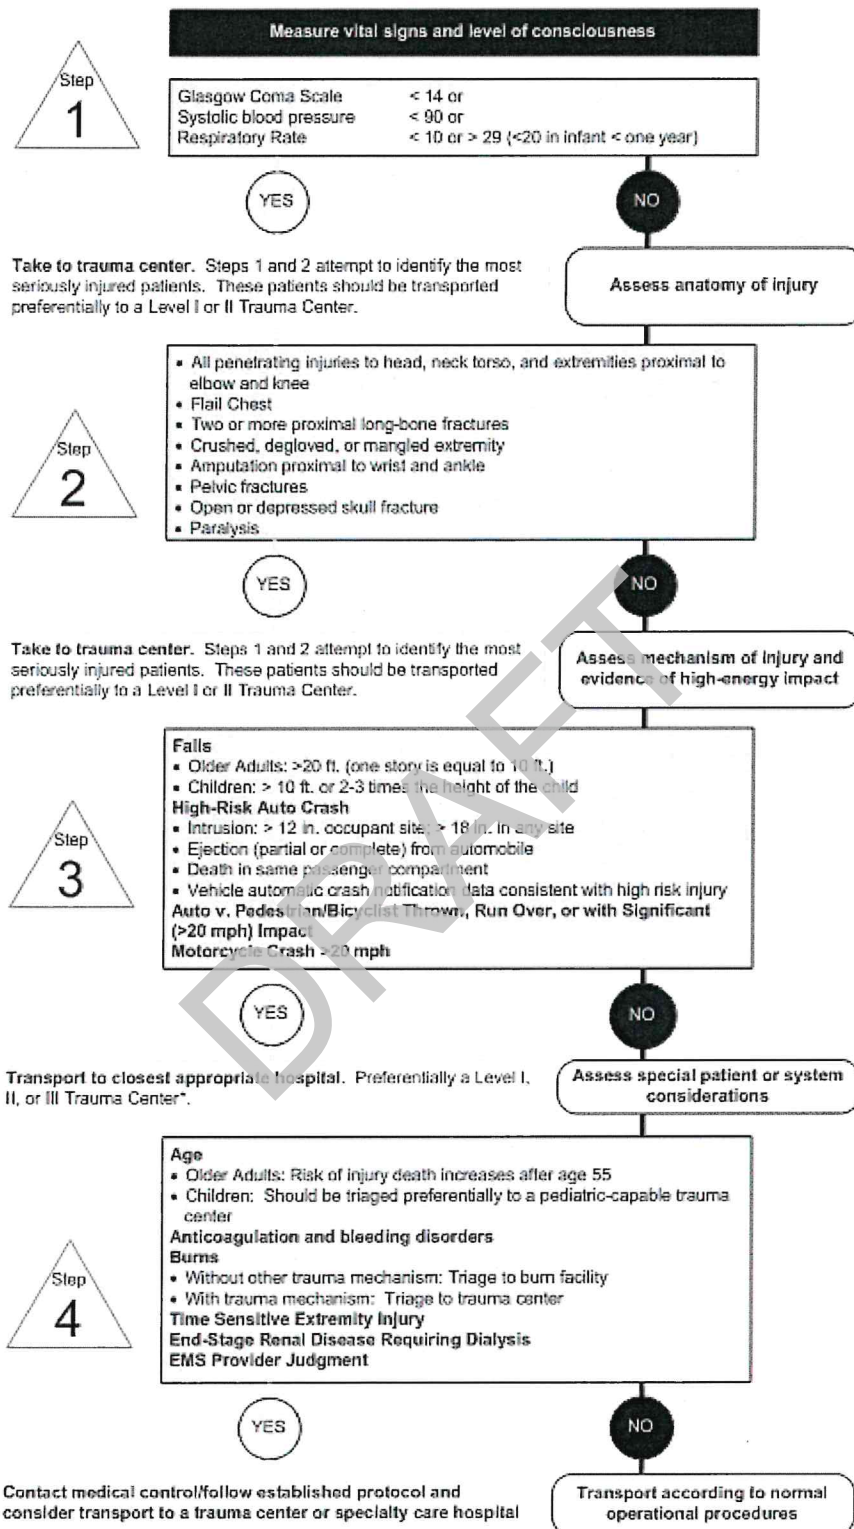 Measure vital signs and level of consciousness
Step
1
Glasgow Coma Scale < 14 or
Systolic blood pressure < 90 or
Respiratory Rate < 10 or > 29 (<20 in infant < one year)
YES
NO
Take to trauma center. Steps 1 and 2 attempt to identify the most
seriously injured patients. These patients should be transported
preferentially to a Level I or II Trauma Center.
Assess anatomy of injury
Step
2
• All penetrating injuries to head, neck torso, and extremities proximal to
elbow and knee
• Flail Chest
• Two or more proximal long-bone fractures
• Crushed, degloved, or mangled extremity
• Amputation proximal to wrist and ankle
• Pelvic fractures
• Open or depressed skull fracture
• Paralysis
YES
NO
Take to trauma center. Steps 1 and 2 attempt to identify the most
seriously injured patients. These patients should be transported
preferentially to a Level I or II Trauma Center.
Assess mechanism of injury and
evidence of high-energy impact
Step
3
Falls
• Older Adults: >20 ft. (one story is equal to 10 ft.)
• Children: > 10 ft. or 2-3 times the height of the child
High-Risk Auto Crash
• Intrusion: > 12 in. occupant site; > 18 in. in any site
• Ejection (partial or complete) from automobile
• Death in same passenger compartment
• Vehicle automatic crash notification data consistent with high risk injury
Auto v. Pedestrian/Bicyclist Thrown, Run Over, or with Significant
(>20 mph) Impact
Motorcycle Crash >20 mph
DRAFT
YES
NO
Transport to closest appropriate hospital. Preferentially a Level I,
II, or III Trauma Center*.
Assess special patient or system
considerations
Step
4
Age
• Older Adults: Risk of injury death increases after age 55
• Children: Should be triaged preferentially to a pediatric-capable trauma
center
Anticoagulation and bleeding disorders
Burns
• Without other trauma mechanism: Triage to burn facility
• With trauma mechanism: Triage to trauma center
Time Sensitive Extremity Injury
End-Stage Renal Disease Requiring Dialysis
EMS Provider Judgment
YES
NO
Contact medical control/follow established protocol and
consider transport to a trauma center or specialty care hospital
Transport according to normal
operational procedures